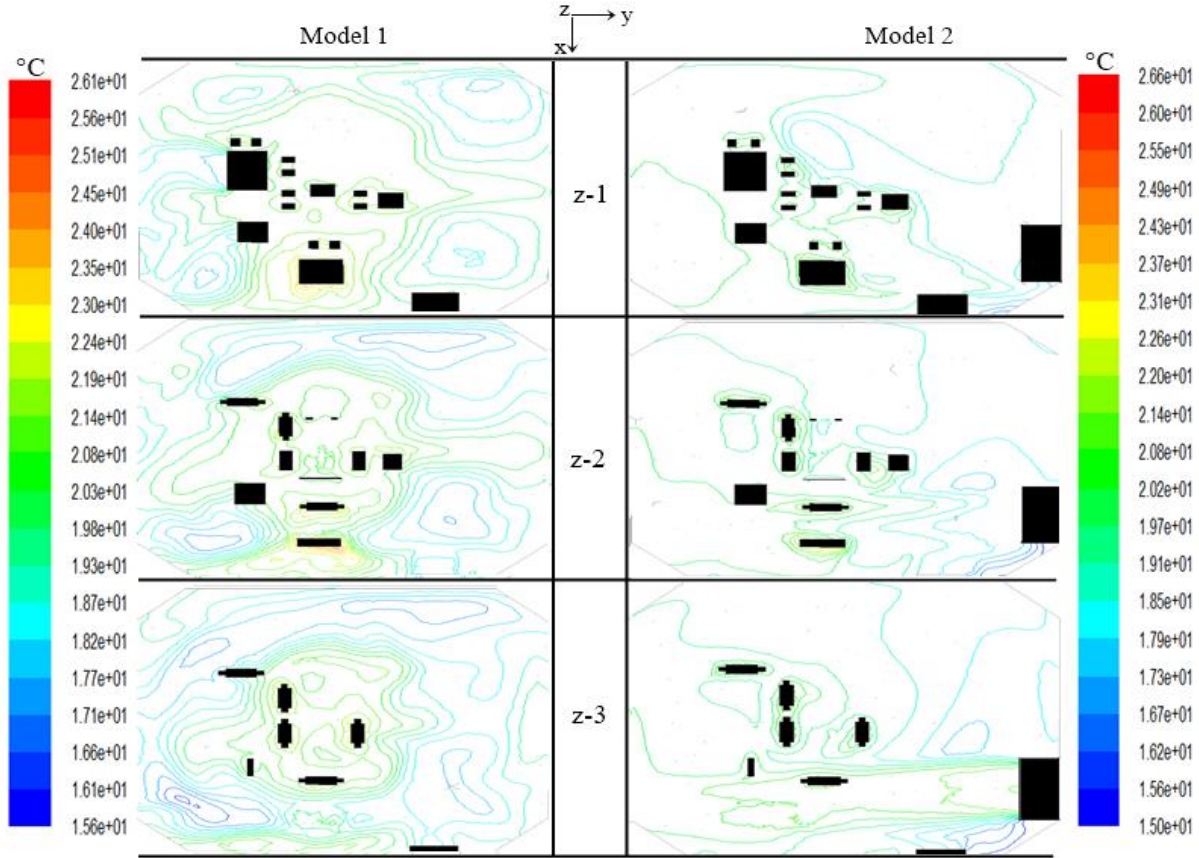 z y
Model 1 x Model 2
°C °C
2.61e+01
2.56e+01
2.51e+01
2.45e+01
2.40e+01
2.35e+01
2.30e+01
2.24e+01
2.19e+01
2.14e+01
2.08e+01
2.03e+01
1.98e+01
1.93e+01
1.87e+01
1.82e+01
1.77e+01
1.71e+01
1.66e+01
1.61e+01
1.56e+01
z-1
z-2
z-3
2.66e+01
2.60e+01
2.55e+01
2.49e+01
2.43e+01
2.37e+01
2.31e+01
2.26e+01
2.20e+01
2.14e+01
2.08e+01
2.02e+01
1.97e+01
1.91e+01
1.85e+01
1.79e+01
1.73e+01
1.67e+01
1.62e+01
1.56e+01
1.50e+01